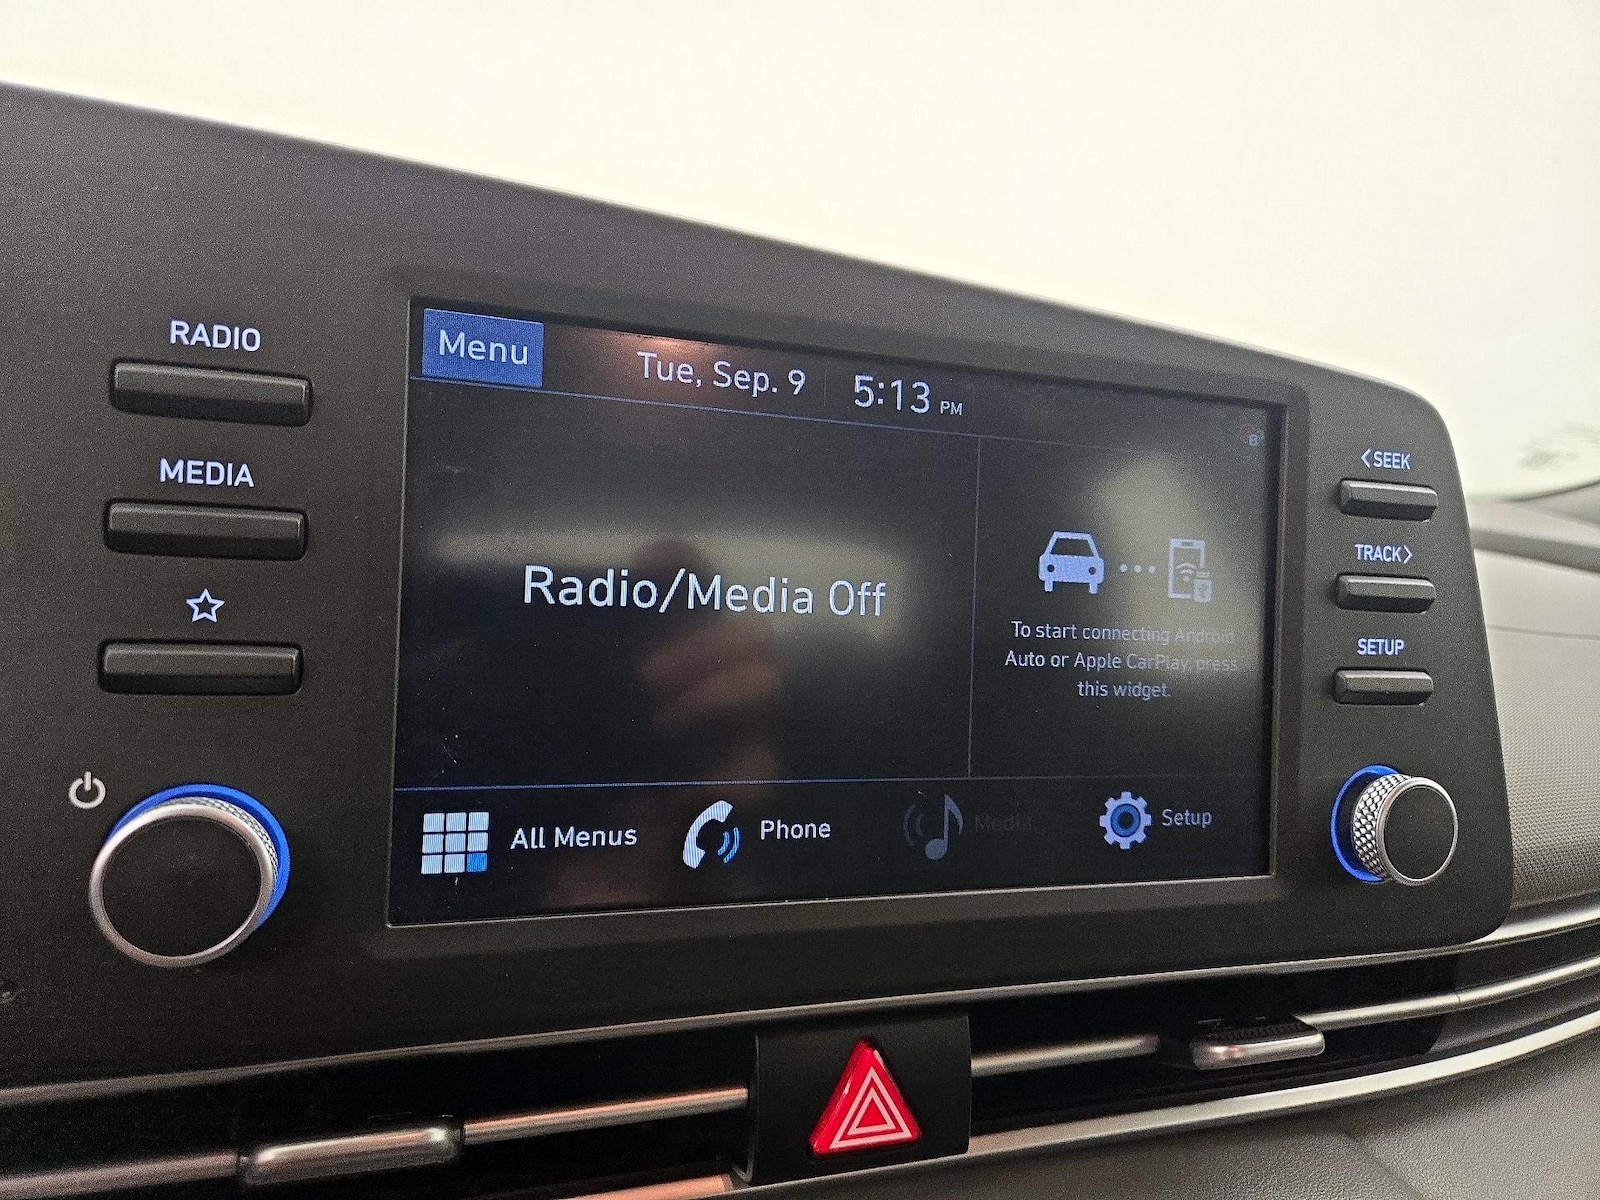 RADIO
MEDIA
Menu
Tue, Sep. 9
5:13 PM
Radio/Media Off
To start connecting Android
Auto or Apple CarPlay, press
this widget.
All Menus
Phone
Media
Setup
<SEEK
TRACK>
SETUP